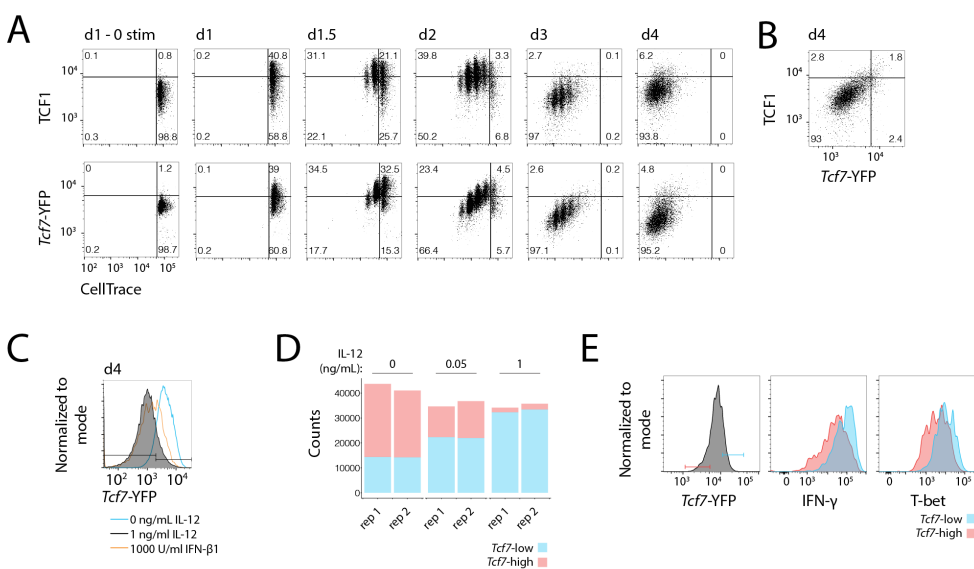 A
d1 - 0 stim
d1
d1.5
d2
d3
d4
0.1 0.8
0.2 40.8
31.1 21.1
39.8 3.3
2.7 0.1
6.2 0
TCF1
10⁴
10³
0.3 98.8
0.2 58.8
22.1 25.7
50.2 6.8
97 0.2
93.8 0
0 1.2
0.1 39
34.5 32.5
23.4 4.5
2.6 0.2
4.8 0
Tcf7-YFP
10⁴
10³
0.2 98.7
0.2 60.8
17.7 15.3
66.4 5.7
97.1 0.1
95.2 0
10² 10³ 10⁴ 10⁵
CellTrace
B
d4
2.8 1.8
TCF1
10⁴
10³
93 2.4
10³ 10⁴
Tcf7-YFP
C
d4
Normalized to
mode
0 10² 10³ 10⁴
Tcf7-YFP
0 ng/mL IL-12
1 ng/ml IL-12
1000 U/ml IFN-β1
D
IL-12
(ng/mL):
0 0.05 1
Counts
40000
30000
20000
10000
0
rep 1 rep 2 rep 1 rep 2 rep 1 rep 2
Tcf7-low
Tcf7-high
E
Normalized to
mode
10³ 10⁴ 10⁵
Tcf7-YFP
0 10³ 10⁵
IFN-γ
0 10³ 10⁵
T-bet
Tcf7-low
Tcf7-high